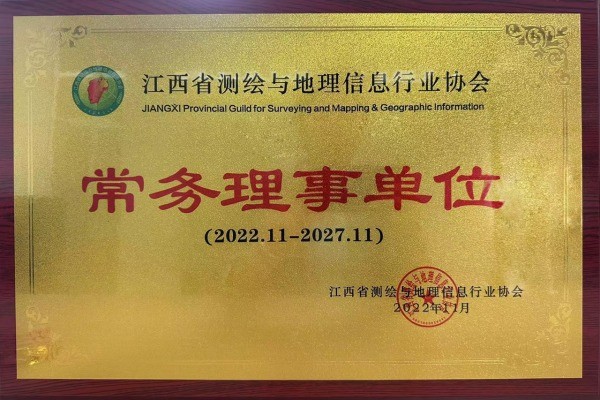 江西省测绘与地理信息行业协会
JIANGXI Provincial Guild for Surveying and Mapping & Geographic Information
常务理事单位
(2022.11-2027.11)
江西省测绘与地理信息行业协会
2022年11月